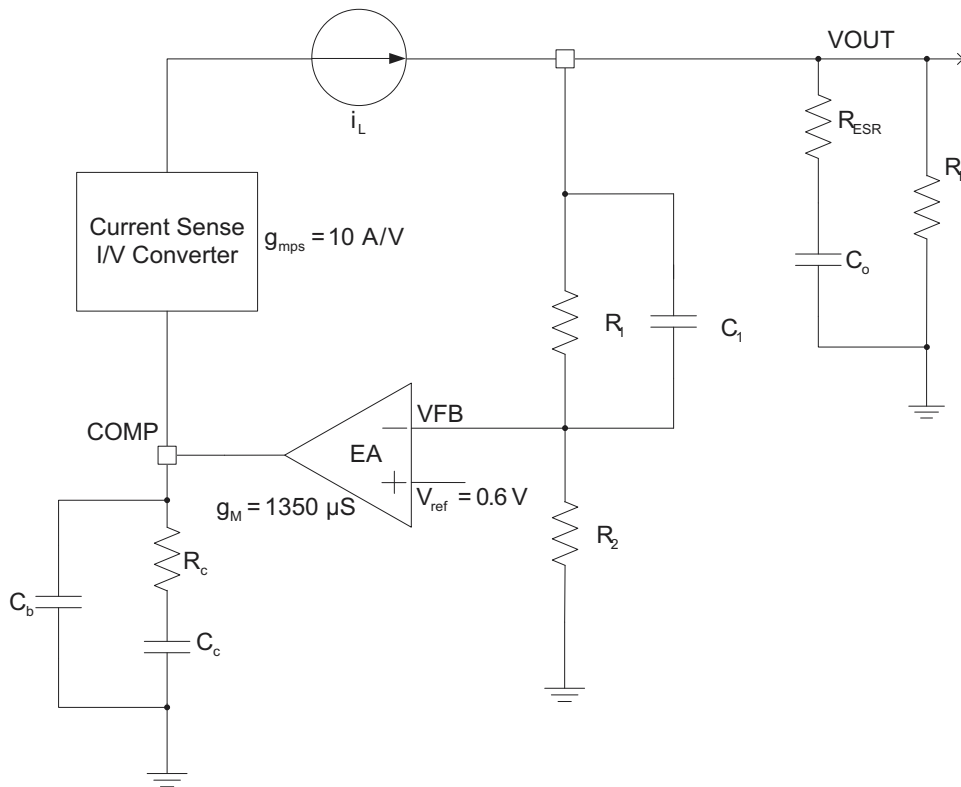 VOUT
i_L
R_ESR
R_l
Current Sense
I/V Converter
g_mps = 10 A/V
C_o
R_1
C_1
COMP
VFB
EA
g_M = 1350 µS
V_ref = 0.6 V
R_2
R_c
C_b
C_c